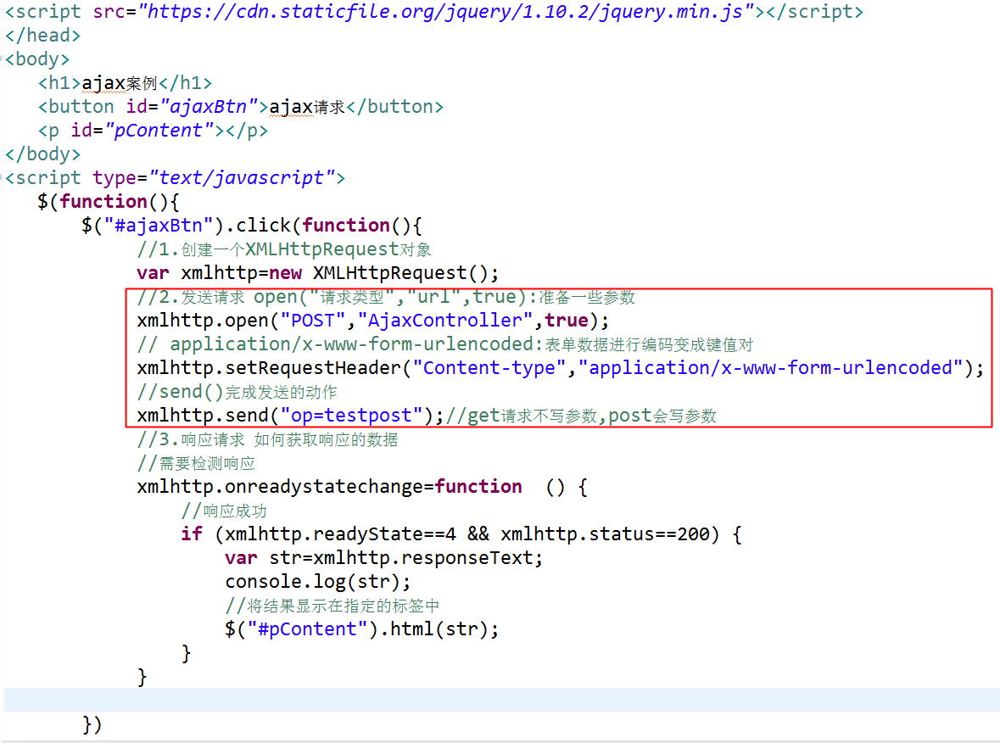 <script src="https://cdn.staticfile.org/jquery/1.10.2/jquery.min.js"></script>
</head>
<body>
<h1>ajax案例</h1>
<button id="ajaxBtn">ajax请求</button>
<p id="pContent"></p>
</body>
<script type="text/javascript">
$(function(){
$("#ajaxBtn").click(function(){
//1.创建一个XMLHttpRequest对象
var xmlhttp=new XMLHttpRequest();
//2.发送请求 open("请求类型","url",true):准备一些参数
xmlhttp.open("POST","AjaxController",true);
// application/x-www-form-urlencoded:表单数据进行编码变成键值对
xmlhttp.setRequestHeader("Content-type","application/x-www-form-urlencoded");
//send()完成发送的动作
xmlhttp.send("op=testpost");//get请求不写参数,post会写参数
//3.响应请求 如何获取响应的数据
//需要检测响应
xmlhttp.onreadystatechange=function  () {
//响应成功
if (xmlhttp.readyState==4 && xmlhttp.status==200) {
var str=xmlhttp.responseText;
console.log(str);
//将结果显示在指定的标签中
$("#pContent").html(str);
}
}
})